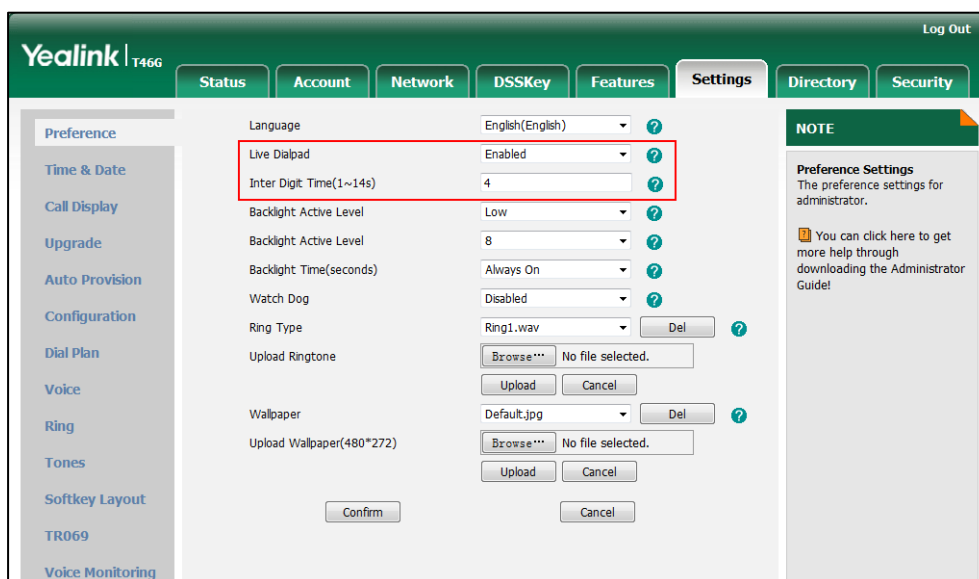 Log Out
Yealink | T46G
Status Account Network DSSKey Features Settings Directory Security
Preference
Time & Date
Call Display
Upgrade
Auto Provision
Configuration
Dial Plan
Voice
Ring
Tones
Softkey Layout
TR069
Voice Monitoring
Language English(English) ?
Live Dialpad Enabled ?
Inter Digit Time(1~14s) 4 ?
Backlight Active Level Low ?
Backlight Active Level 8 ?
Backlight Time(seconds) Always On ?
Watch Dog Disabled ?
Ring Type Ring1.wav Del ?
Upload Ringtone Browse··· No file selected.
Upload Cancel
Wallpaper Default.jpg Del ?
Upload Wallpaper(480*272) Browse··· No file selected.
Upload Cancel
Confirm Cancel
NOTE
Preference Settings
The preference settings for
administrator.
? You can click here to get
more help through
downloading the Administrator
Guide!